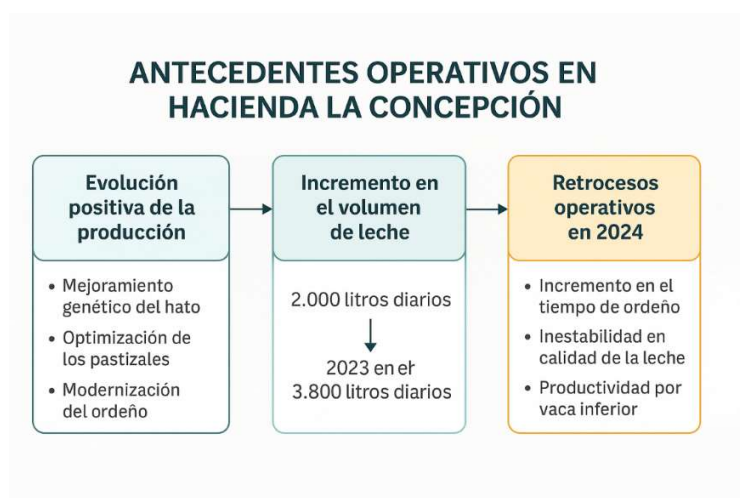 ANTECEDENTES OPERATIVOS EN
HACIENDA LA CONCEPCIÓN
Evolución
positiva de la
producción
• Mejoramiento
genético del hato
• Optimización de
los pastizales
• Modernización
del ordeño
Incremento en
el volumen
de leche
2.000 litros diarios
2023 en el
3.800 litros diarios
Retrocesos
operativos
en 2024
• Incremento en el
tiempo de ordeño
• Inestabilidad en
calidad de la leche
• Productividad por
vaca inferior